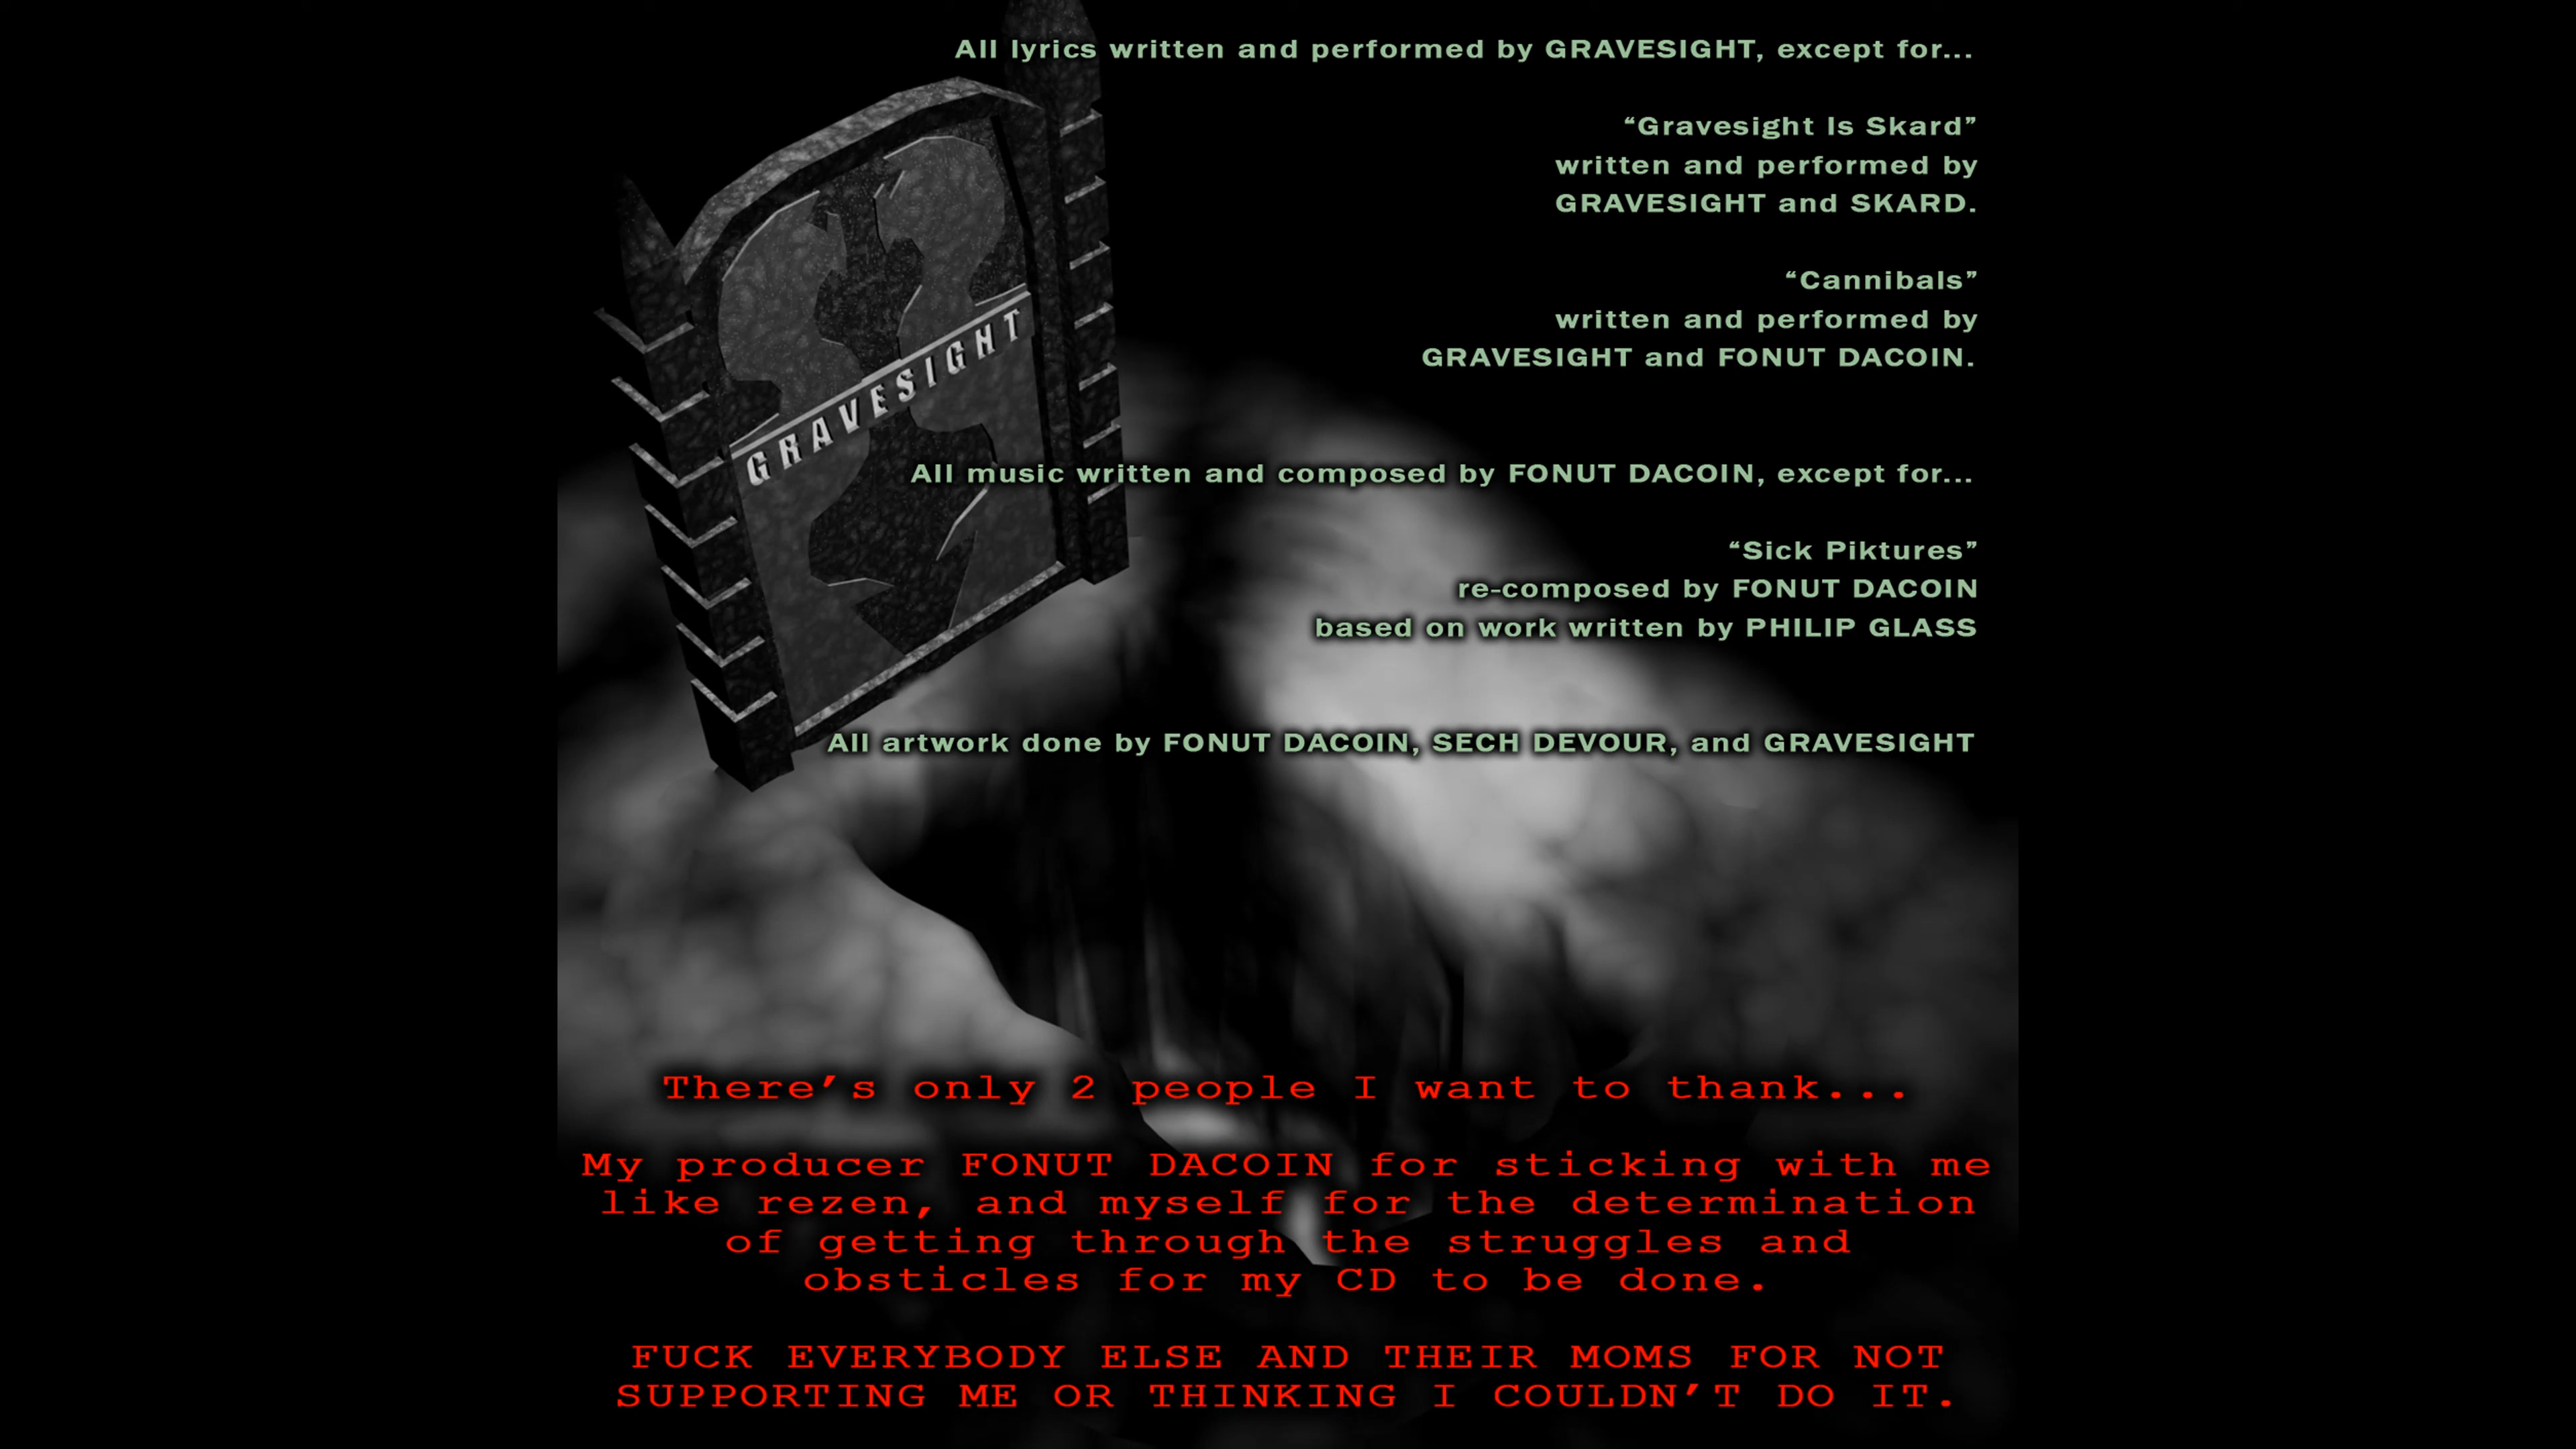 All lyrics written and performed by GRAVESIGHT, except for...
“Gravesight Is Skard”
written and performed by
GRAVESIGHT and SKARD.
“Cannibals”
written and performed by
GRAVESIGHT and FONUT DACOIN.
GRAVESIGHT
All music written and composed by FONUT DACOIN, except for...
“Sick Piktures”
re-composed by FONUT DACOIN
based on work written by PHILIP GLASS
All artwork done by FONUT DACOIN, SECH DEVOUR, and GRAVESIGHT
There’s only 2 people I want to thank...
My producer FONUT DACOIN for sticking with me
like rezen, and myself for the determination
of getting through the struggles and
obsticles for my CD to be done.
FUCK EVERYBODY ELSE AND THEIR MOMS FOR NOT
SUPPORTING ME OR THINKING I COULDN’T DO IT.